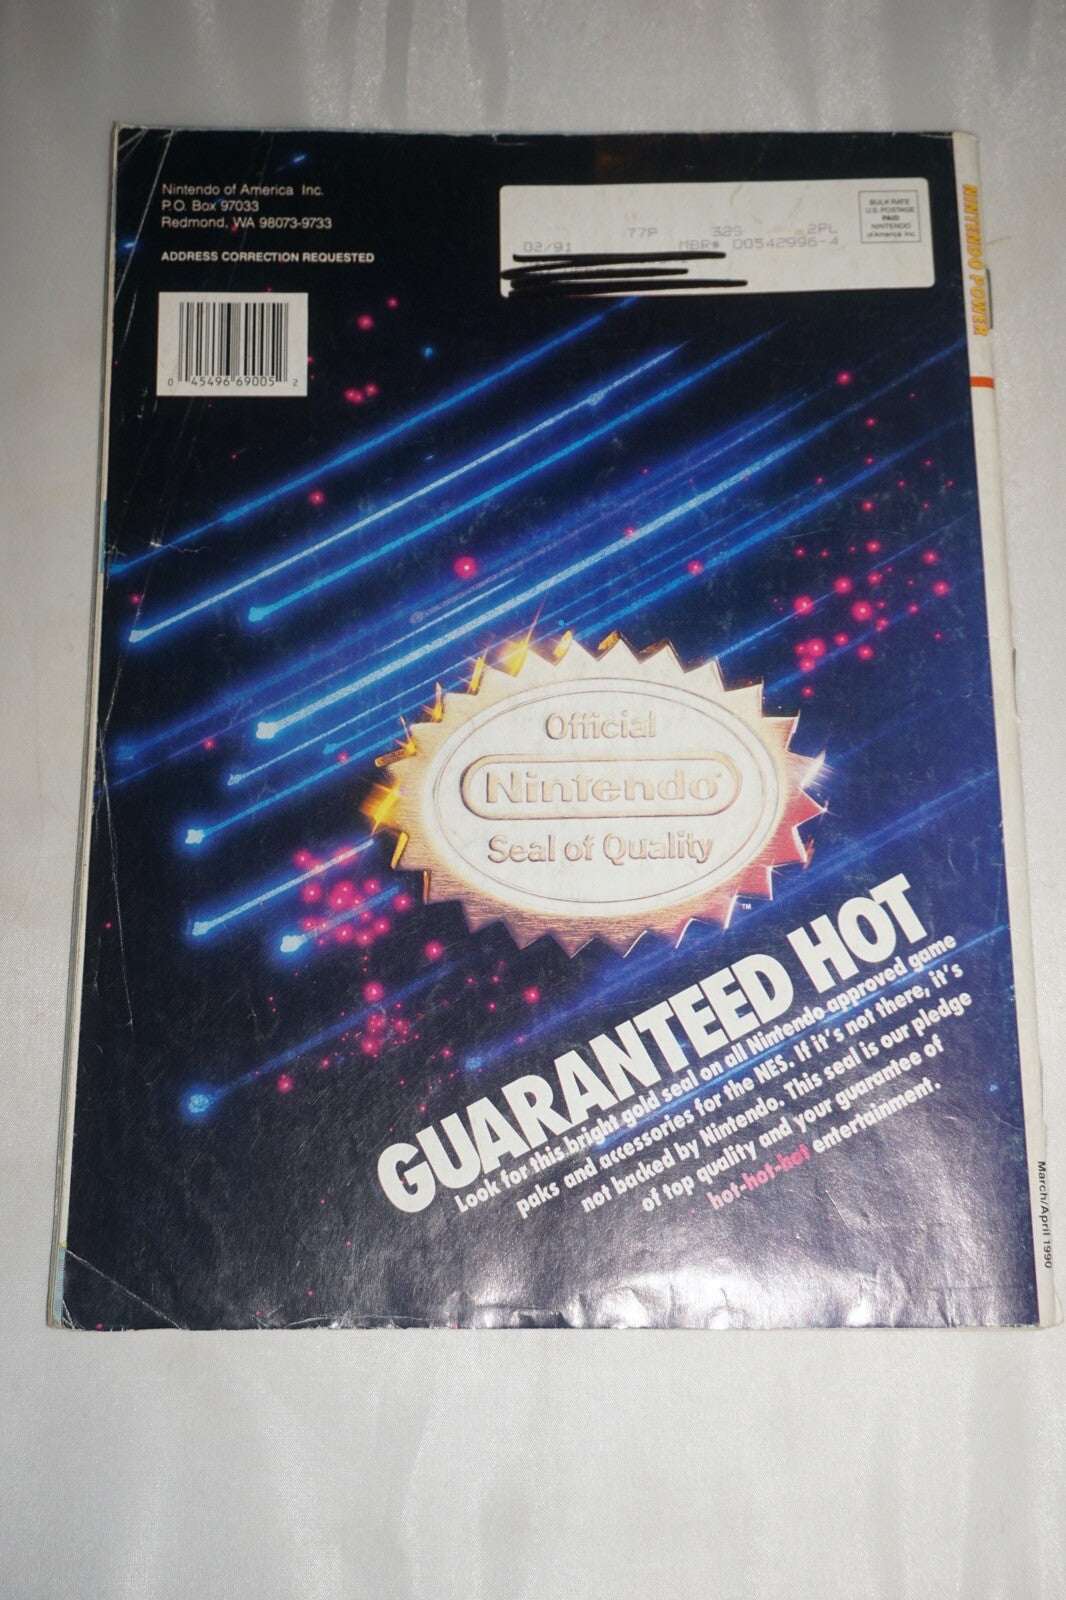 Nintendo of America Inc.
P.O. Box 97033
Redmond, WA 98073-9733
ADDRESS CORRECTION REQUESTED
BULK RATE
U.S. POSTAGE
PAID
NINTENDO
of America Inc.
77P 32S 2PL
02/91 MBR# 00542996-4
NINTENDO POWER
0 45496 69005 2
Official
Nintendo®
Seal of Quality
™
GUARANTEED HOT
Look for this bright gold seal on all Nintendo approved game
paks and accessories for the NES. If it's not there, it's
not backed by Nintendo. This seal is our pledge
of top quality and your guarantee of
hot-hot-hot entertainment.
March/April 1990